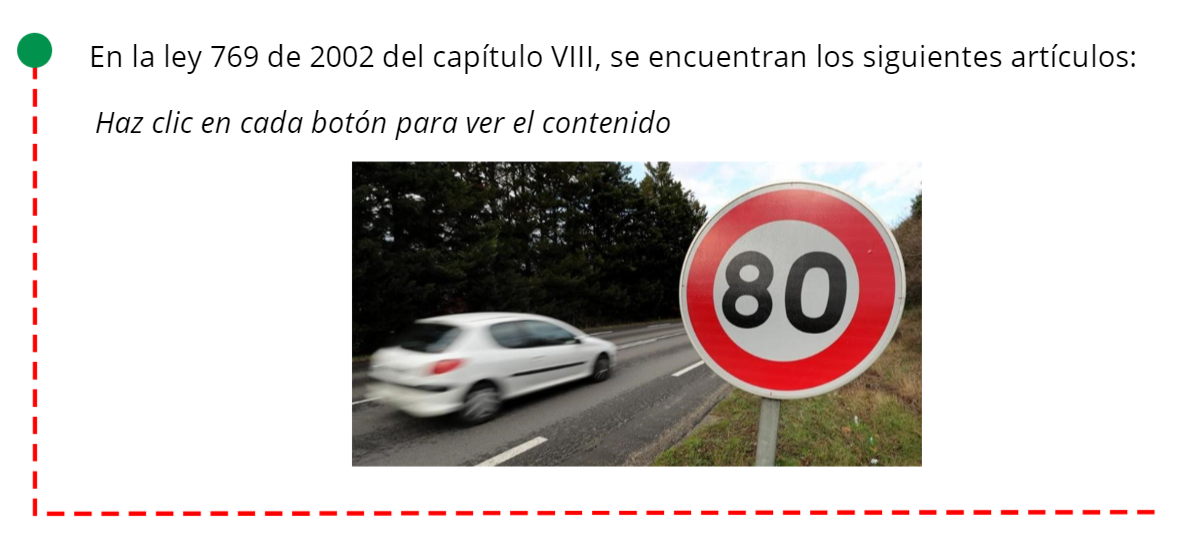 En la ley 769 de 2002 del capítulo VIII, se encuentran los siguientes artículos:
Haz clic en cada botón para ver el contenido
80